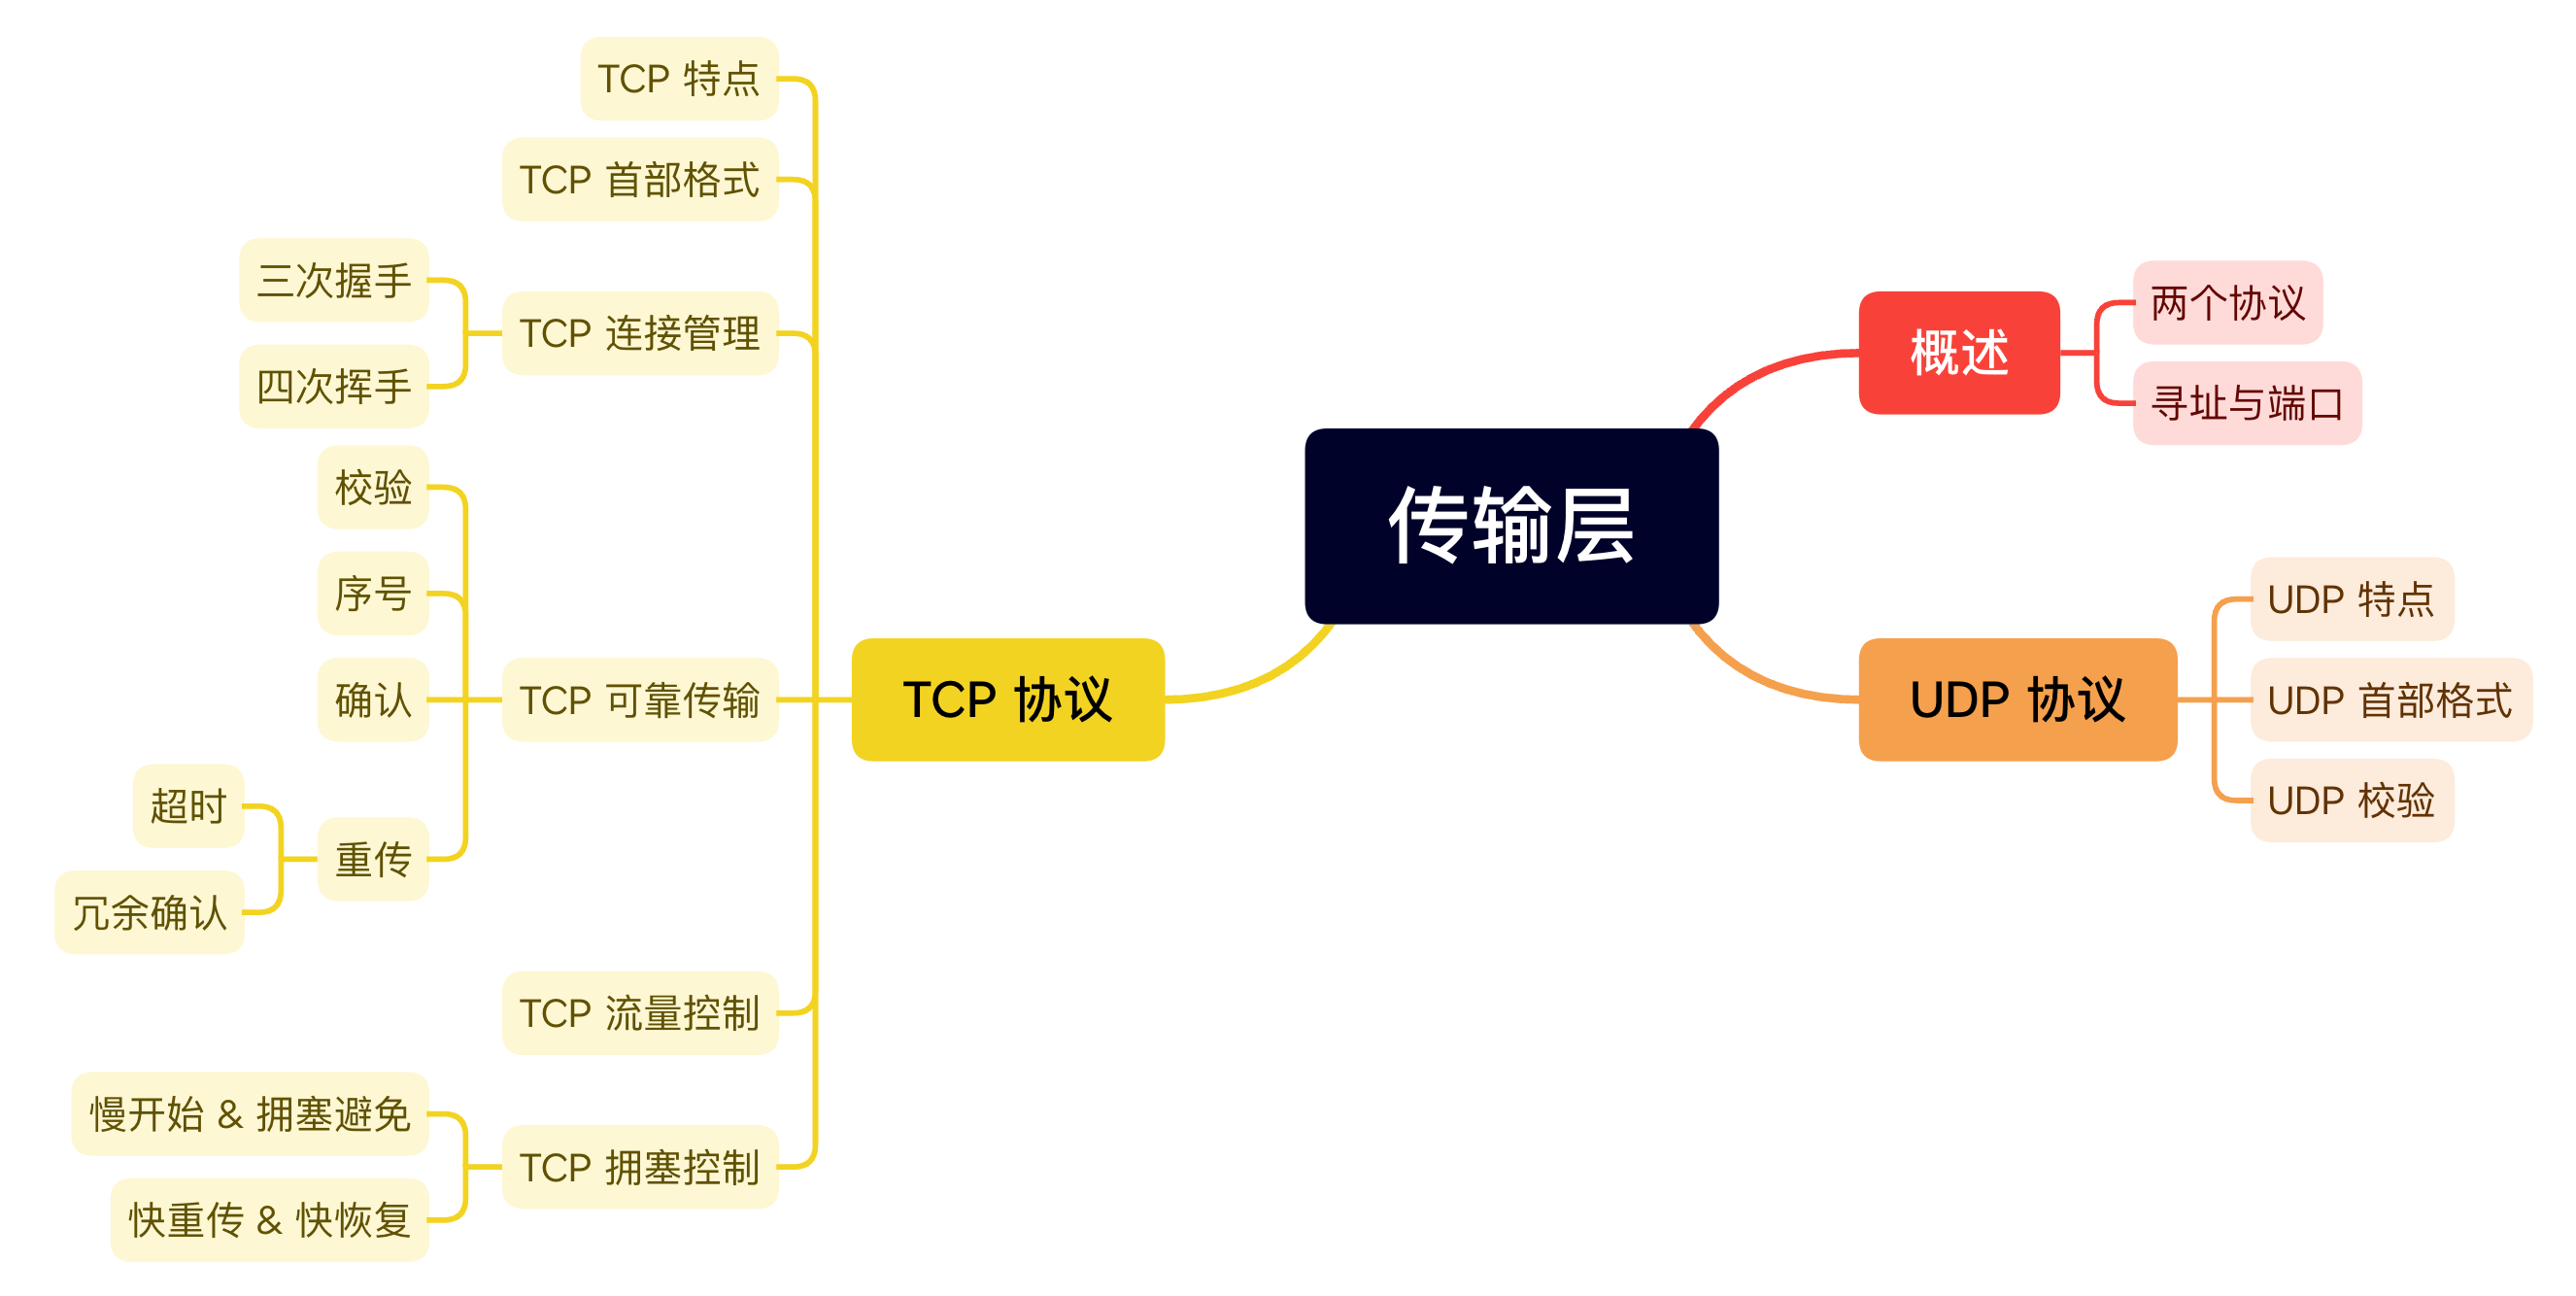 传输层
概述
两个协议
寻址与端口
UDP 协议
UDP 特点
UDP 首部格式
UDP 校验
TCP 协议
TCP 特点
TCP 首部格式
TCP 连接管理
三次握手
四次挥手
TCP 可靠传输
校验
序号
确认
重传
超时
冗余确认
TCP 流量控制
TCP 拥塞控制
慢开始 & 拥塞避免
快重传 & 快恢复